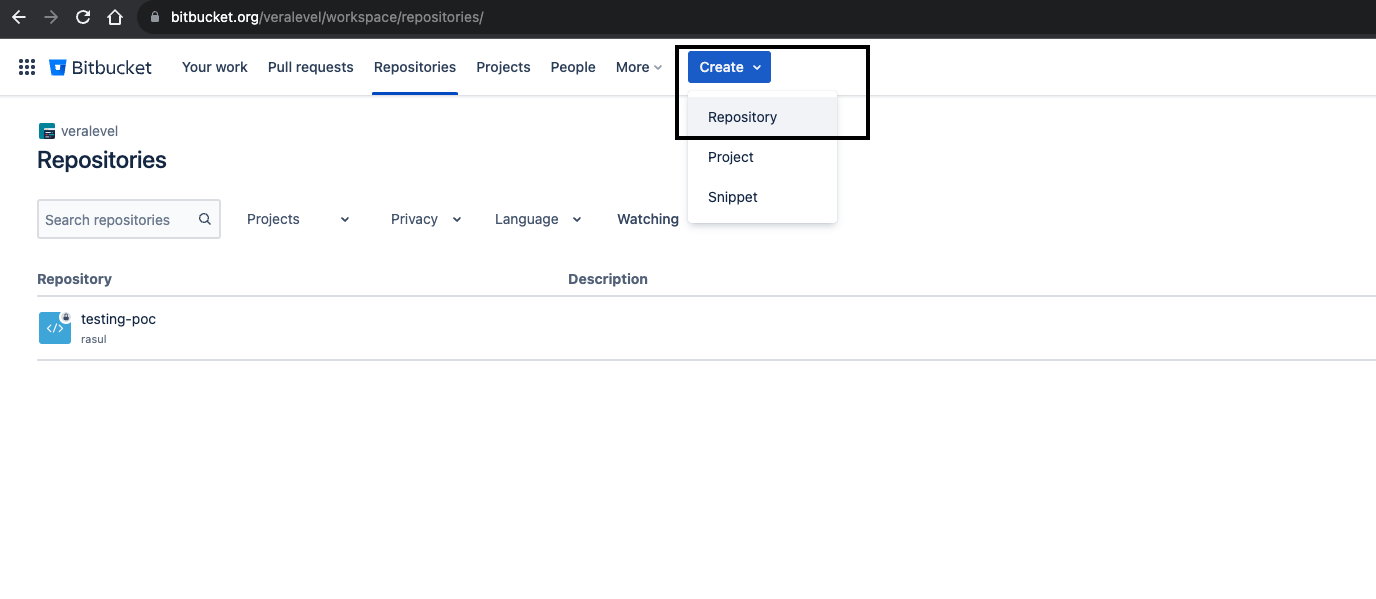 bitbucket.org/veralevel/workspace/repositories/
Bitbucket Your work Pull requests Repositories Projects People More Create
Repository
Project
Snippet
veralevel
Repositories
Search repositories Projects Privacy Language Watching
Repository Description
</> testing-poc
rasul